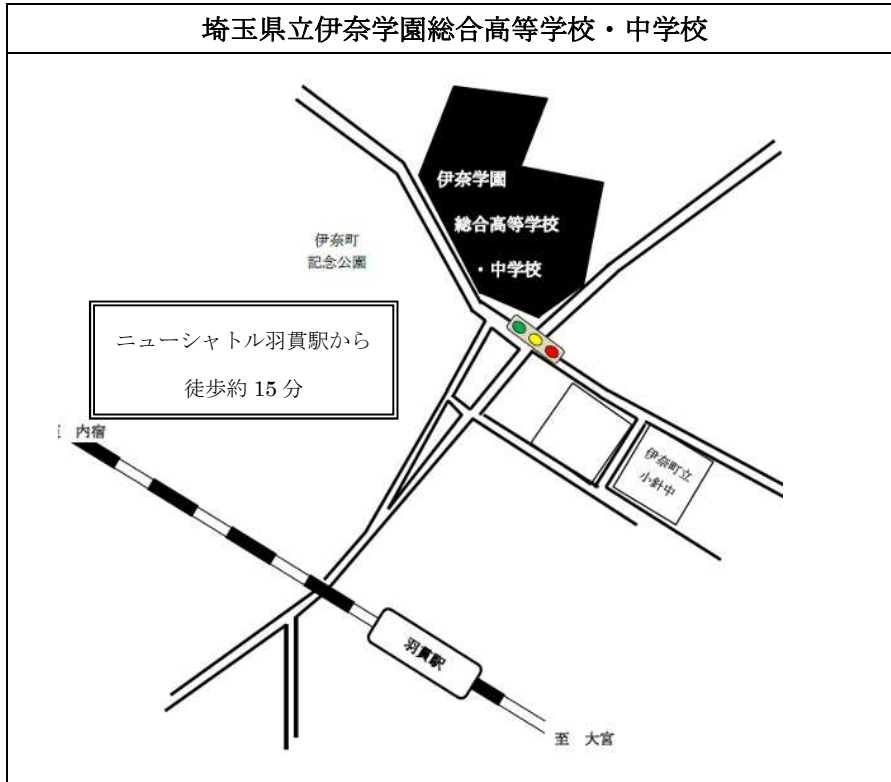 埼玉県立伊奈学園総合高等学校・中学校
伊奈学園
総合高等学校
・中学校
伊奈町
記念公園
ニューシャトル羽貫駅から
徒歩約 15 分
内宿
伊奈町立
小針中
羽貫駅
至 大宮